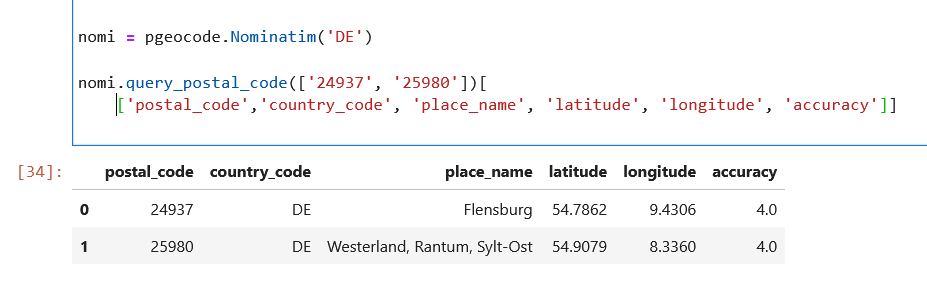 nomi = pgeocode.Nominatim('DE')
nomi.query_postal_code(['24937', '25980'])[
['postal_code','country_code', 'place_name', 'latitude', 'longitude', 'accuracy']]
[34]:
postal_code country_code place_name latitude longitude accuracy
0 24937 DE Flensburg 54.7862 9.4306 4.0
1 25980 DE Westerland, Rantum, Sylt-Ost 54.9079 8.3360 4.0